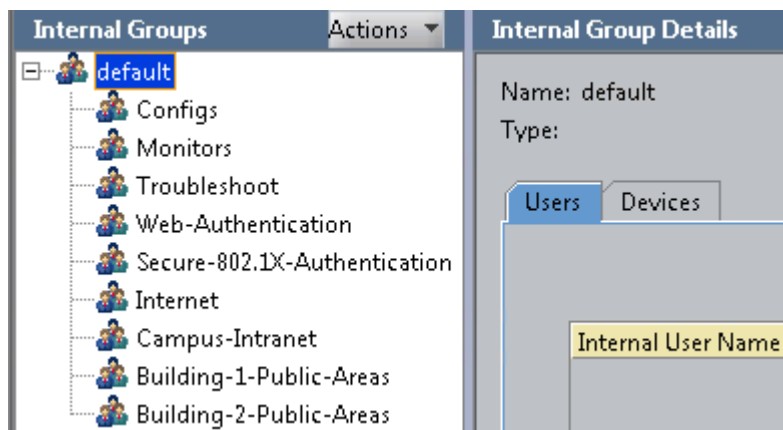 Internal Groups
Actions
default
Configs
Monitors
Troubleshoot
Web-Authentication
Secure-802.1X-Authentication
Internet
Campus-Intranet
Building-1-Public-Areas
Building-2-Public-Areas
Internal Group Details
Name: default
Type:
Users
Devices
Internal User Name